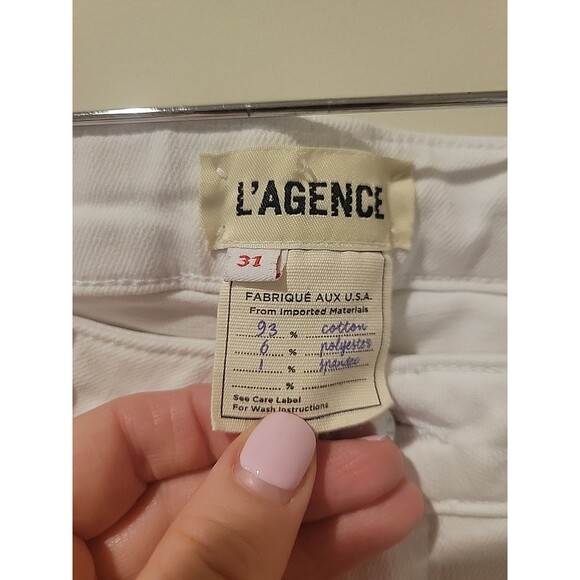 L'AGENCE
31
FABRIQUÉ AUX U.S.A.
From Imported Materials
93 % cotton
6 % polyester
1 % spandex
%
See Care Label
For Wash Instructions